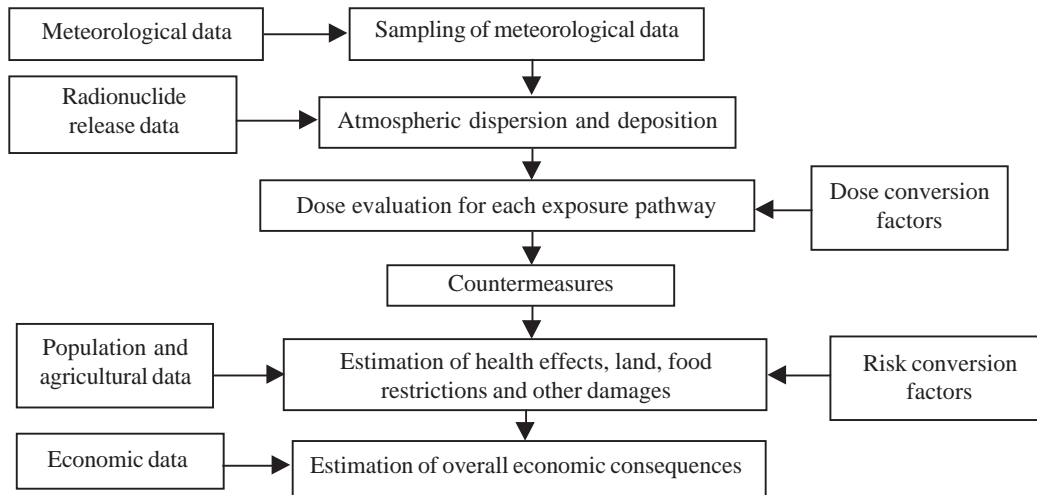 Meteorological data
Sampling of meteorological data
Radionuclide
release data
Atmospheric dispersion and deposition
Dose evaluation for each exposure pathway
Dose conversion
factors
Countermeasures
Population and
agricultural data
Estimation of health effects, land, food
restrictions and other damages
Risk conversion
factors
Economic data
Estimation of overall economic consequences